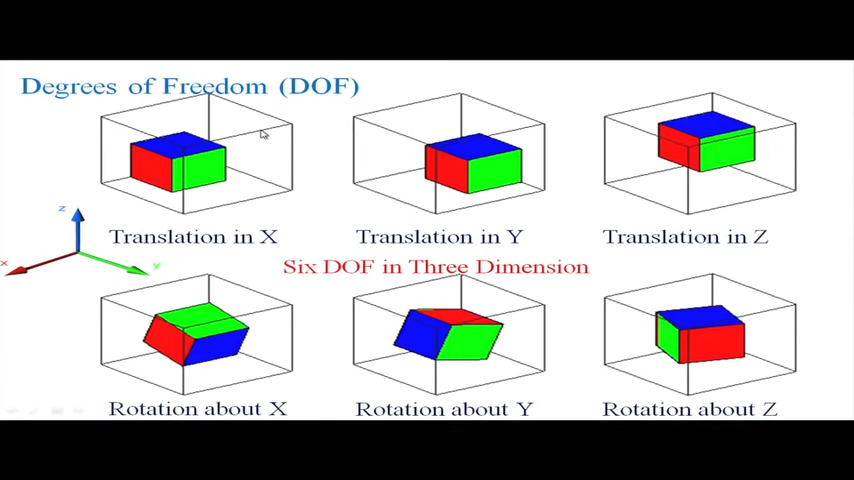 Degrees of Freedom (DOF)
Translation in X
Translation in Y
Translation in Z
z
x
y
Six DOF in Three Dimension
Rotation about X
Rotation about Y
Rotation about Z